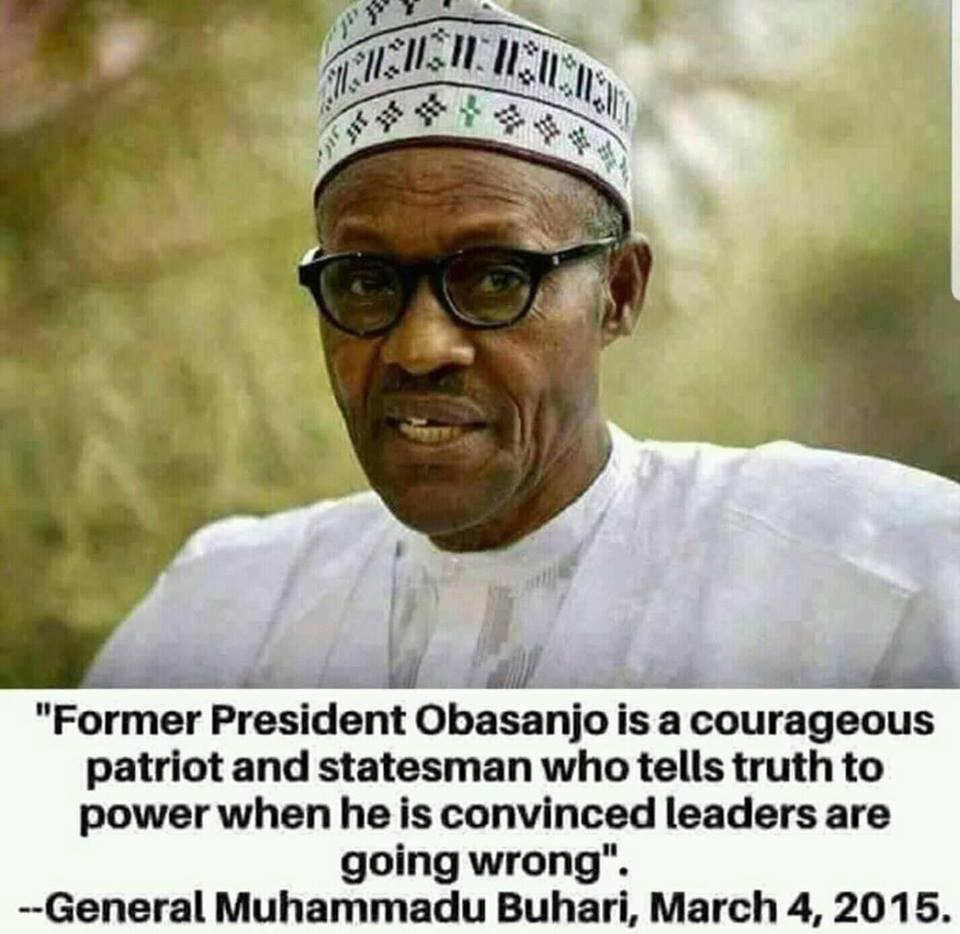 "Former President Obasanjo is a courageous
patriot and statesman who tells truth to
power when he is convinced leaders are
going wrong".
--General Muhammadu Buhari, March 4, 2015.